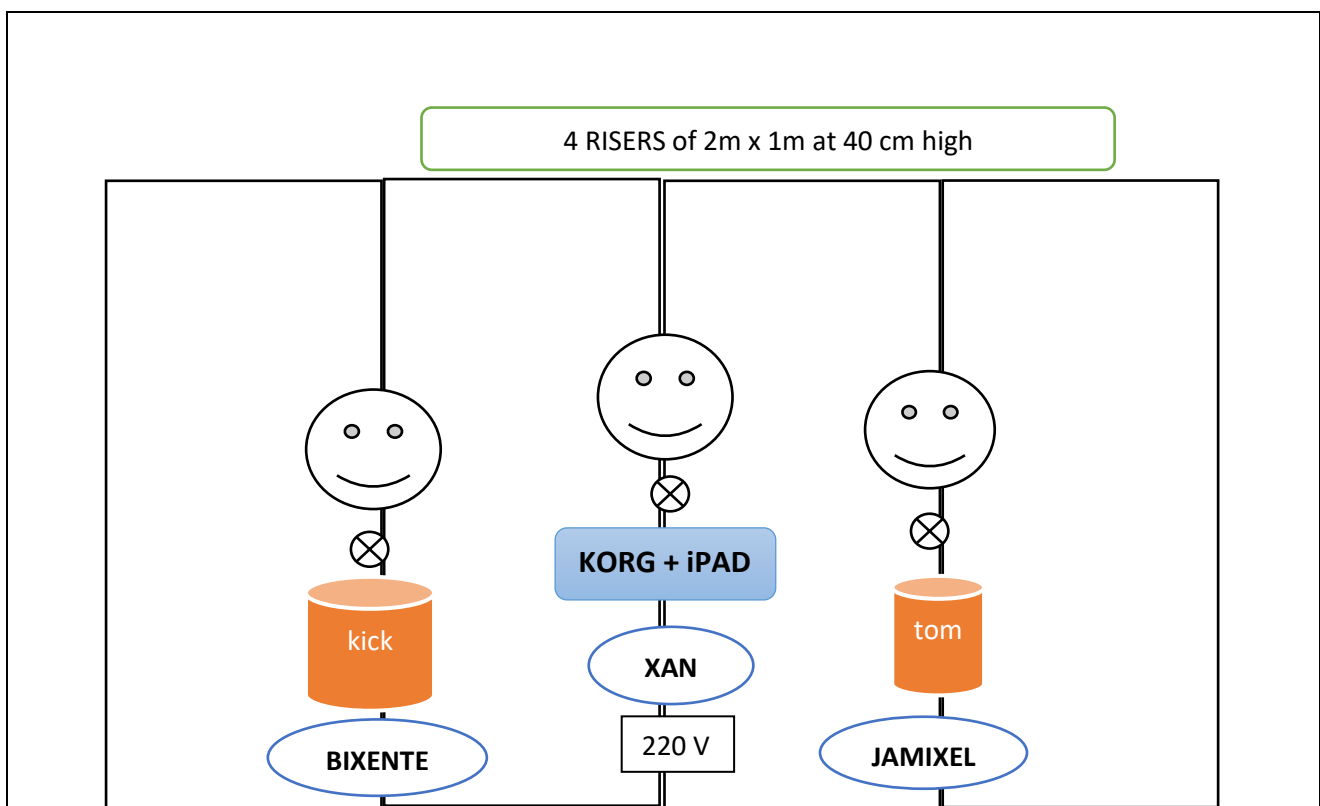 4 RISERS of 2m x 1m at 40 cm high
KORG + iPAD
kick
tom
XAN
220 V
BIXENTE
JAMIXEL